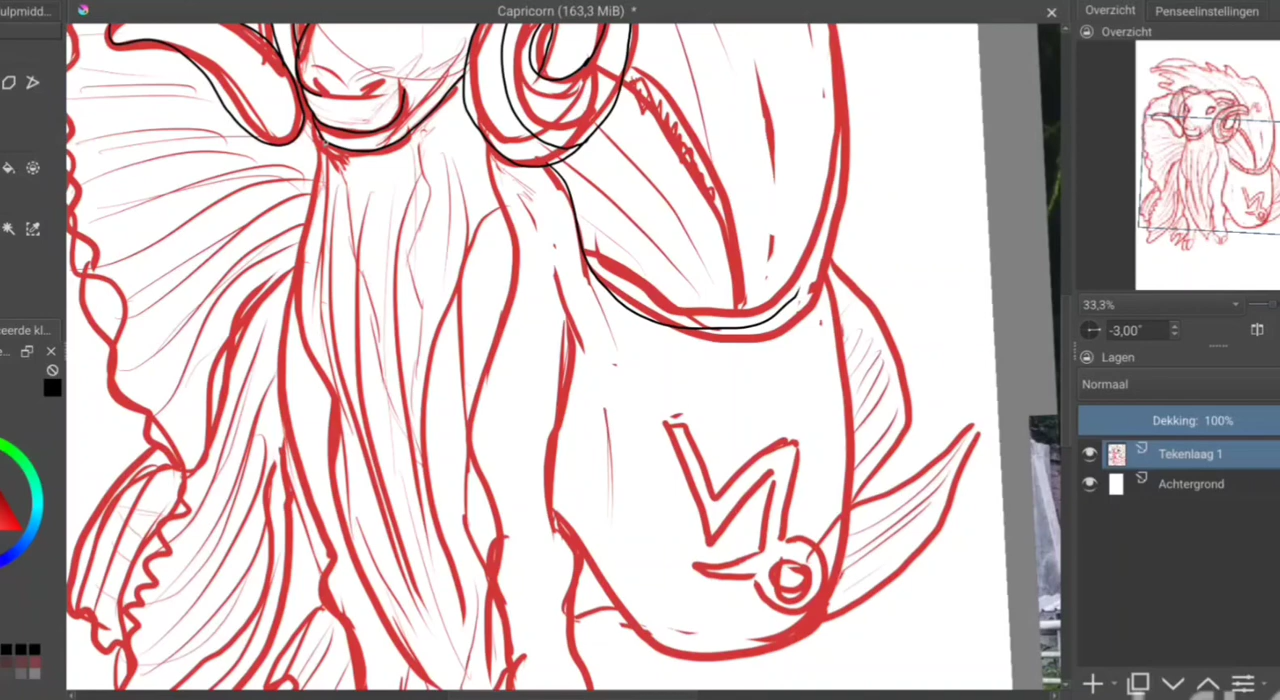 ulpmidd...
Capricorn (163,3 MiB) *
Overzicht
Penseelinstellingen
Overzicht
33,3%
-3,00°
Lagen
Normaal
Dekking: 100%
Tekenlaag 1
Achtergrond
ceerde kl...
e...